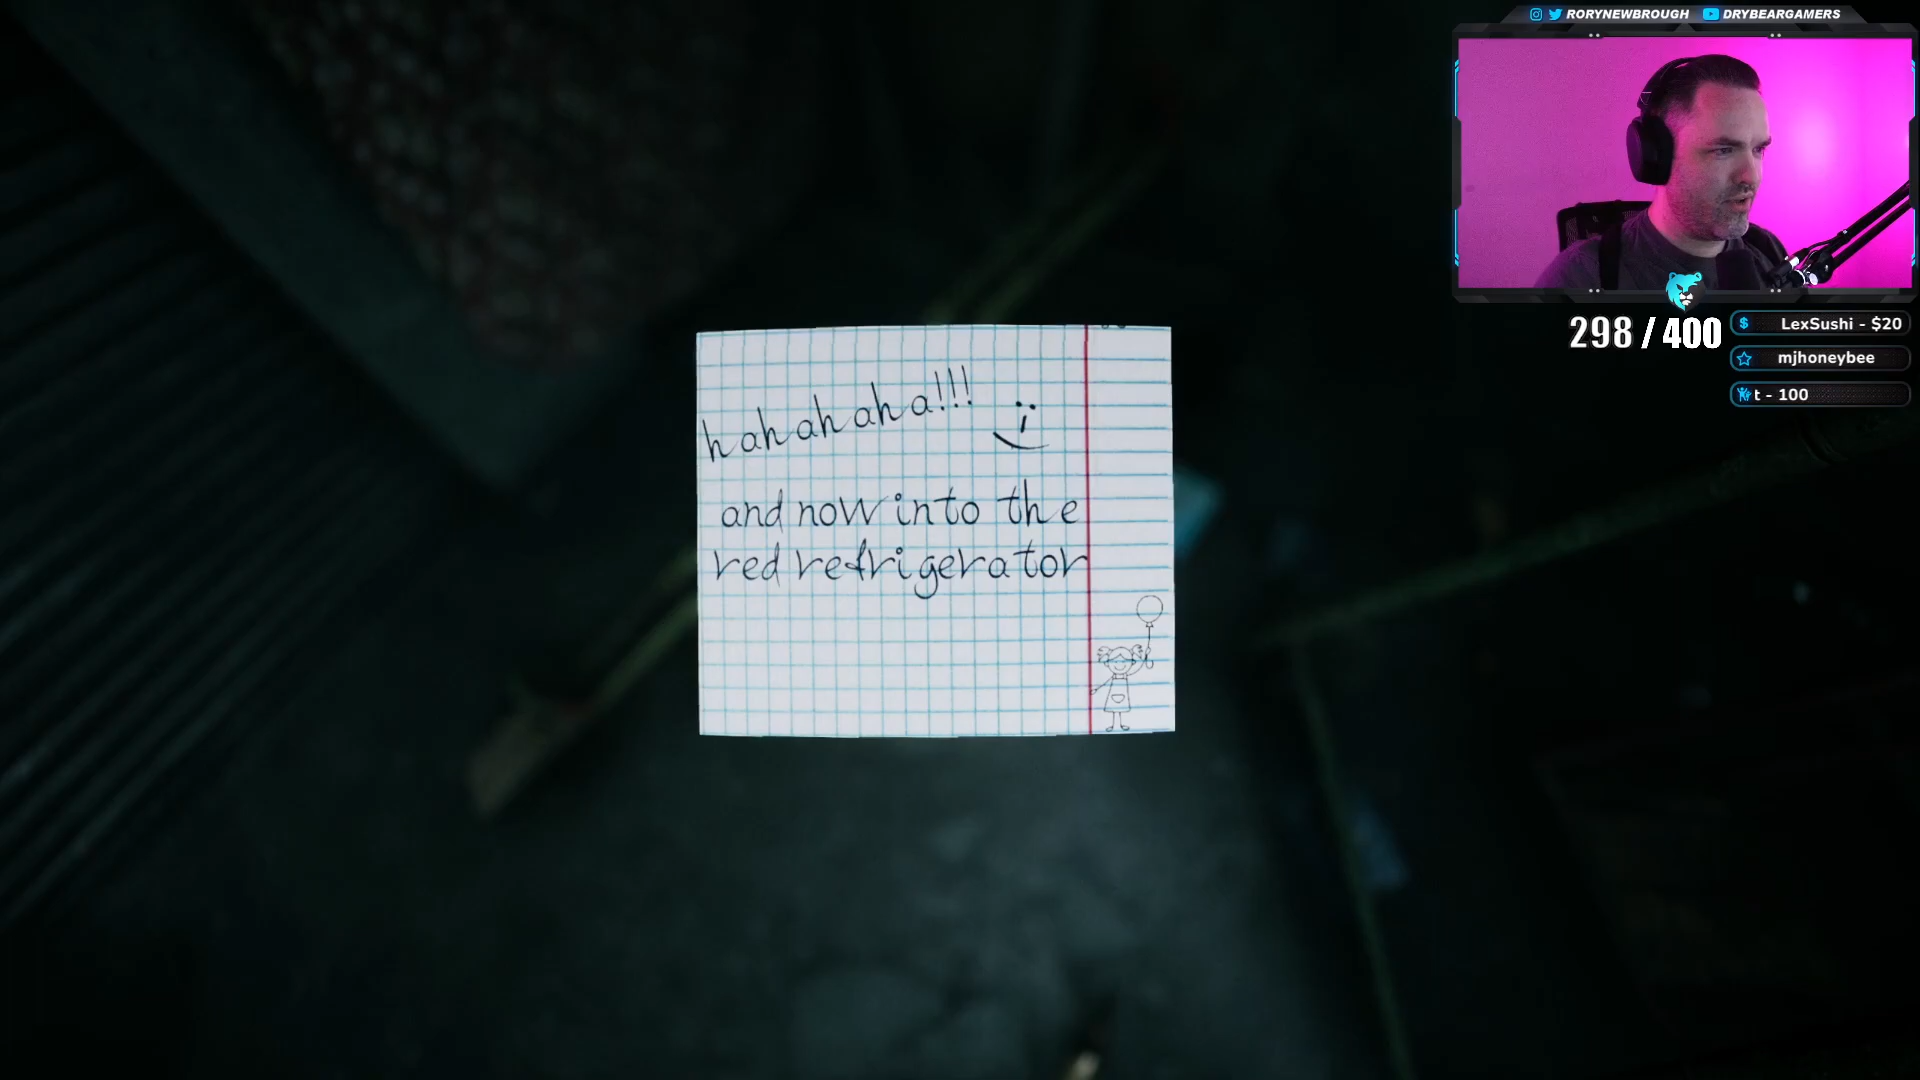 RORYNEWBROUGH DRYBEARGAMERS
298 / 400
LexSushi - $20
mjhoneybee
t - 100
hahahaha!!!
and now into the
red refrigerator